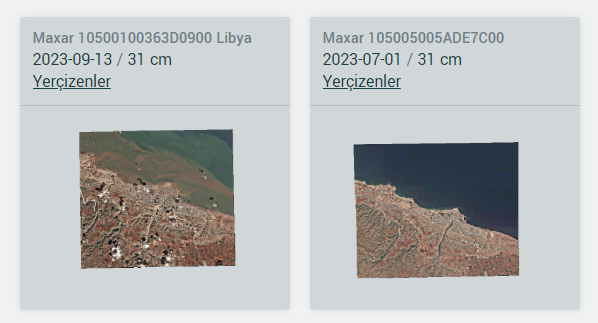 Maxar 10500100363D0900 Libya
2023-09-13 / 31 cm
Yerçizenler
Maxar 105005005ADE7C00
2023-07-01 / 31 cm
Yerçizenler